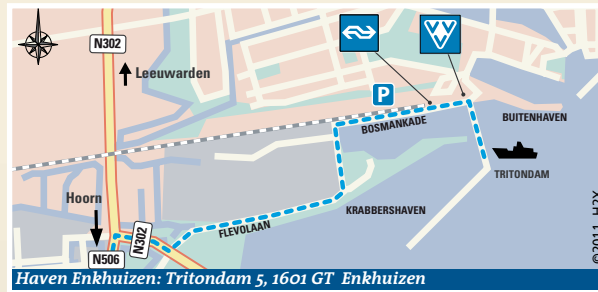 N302
Leeuwarden
P
BUITENHAVEN
BOSMANKADE
TRITONDAM
Hoorn
KRABBERSHAVEN
N302
FLEVOLAAN
N506
©2011 H2X
Haven Enkhuizen: Tritondam 5, 1601 GT Enkhuizen